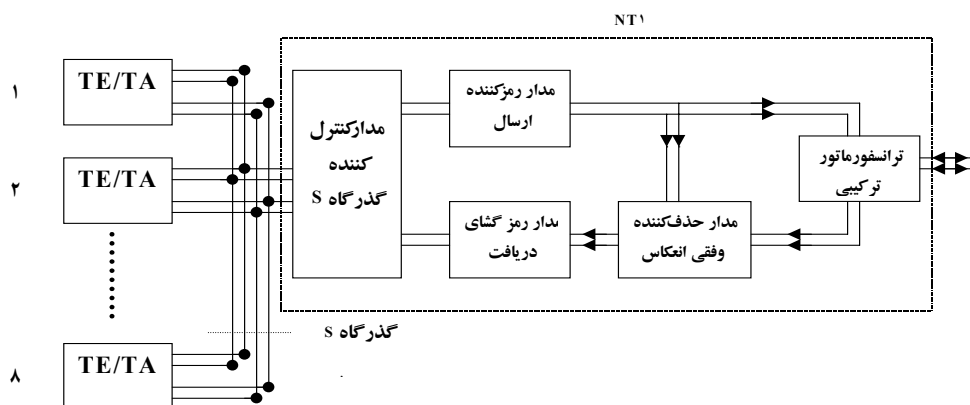 NT۱
۱
TE/TA
۲
TE/TA
۸
TE/TA
مدارکنترل
کننده
گذرگاه S
مدار رمزکننده
ارسال
ترانسفورماتور
ترکیبی
مدار حذف‌کننده
وفقی انعکاس
مدار رمز گشای
دریافت
گذرگاه S